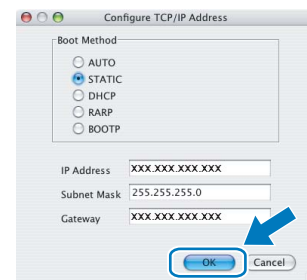 Configure TCP/IP Address
Boot Method
AUTO
STATIC
DHCP
RARP
BOOTP
IP Address XXX.XXX.XXX.XXX
Subnet Mask 255.255.255.0
Gateway XXX.XXX.XXX.XXX
OK Cancel